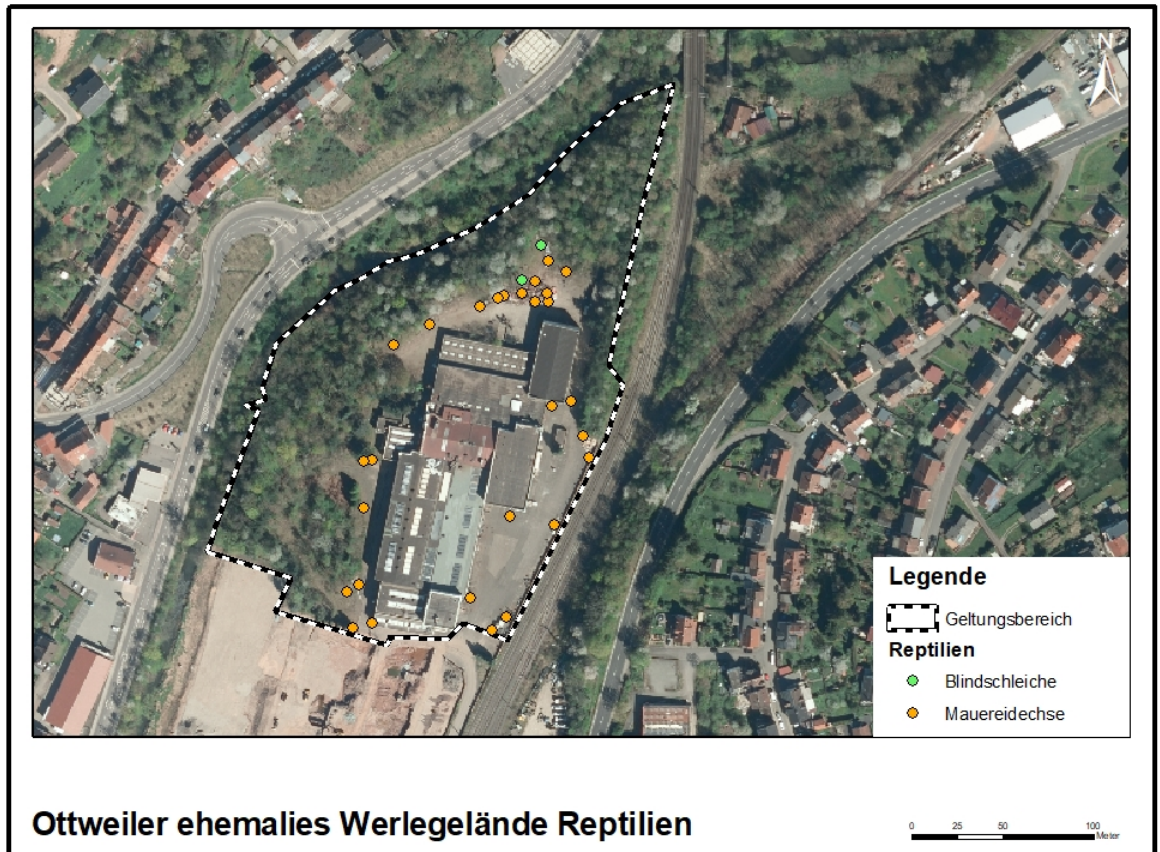 N
Legende
Geltungsbereich
Reptilien
Blindschleiche
Mauereidechse
Ottweiler ehemalies Werlegelände Reptilien
0 25 50 100
Meter